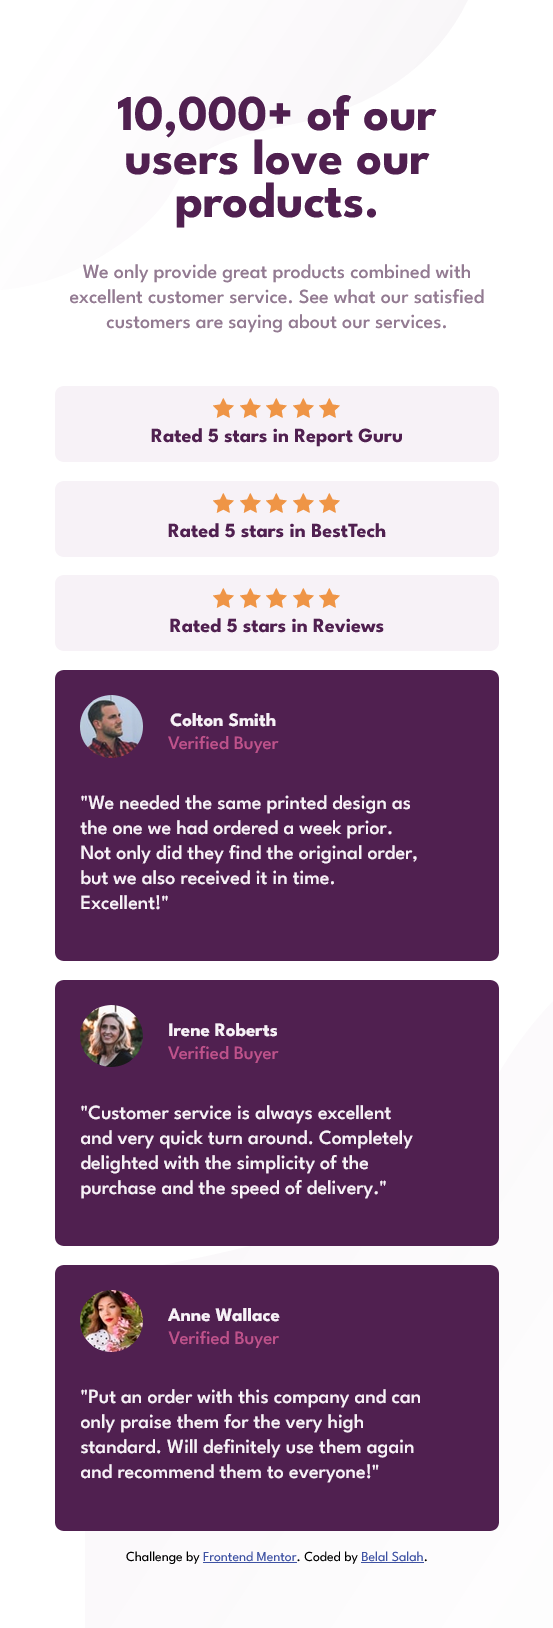 10,000+ of our
users love our
products.
We only provide great products combined with
excellent customer service. See what our satisfied
customers are saying about our services.
Rated 5 stars in Report Guru
Rated 5 stars in BestTech
Rated 5 stars in Reviews
Colton Smith
Verified Buyer
"We needed the same printed design as
the one we had ordered a week prior.
Not only did they find the original order,
but we also received it in time.
Excellent!"
Irene Roberts
Verified Buyer
"Customer service is always excellent
and very quick turn around. Completely
delighted with the simplicity of the
purchase and the speed of delivery."
Anne Wallace
Verified Buyer
"Put an order with this company and can
only praise them for the very high
standard. Will definitely use them again
and recommend them to everyone!"
Challenge by Frontend Mentor. Coded by Belal Salah.